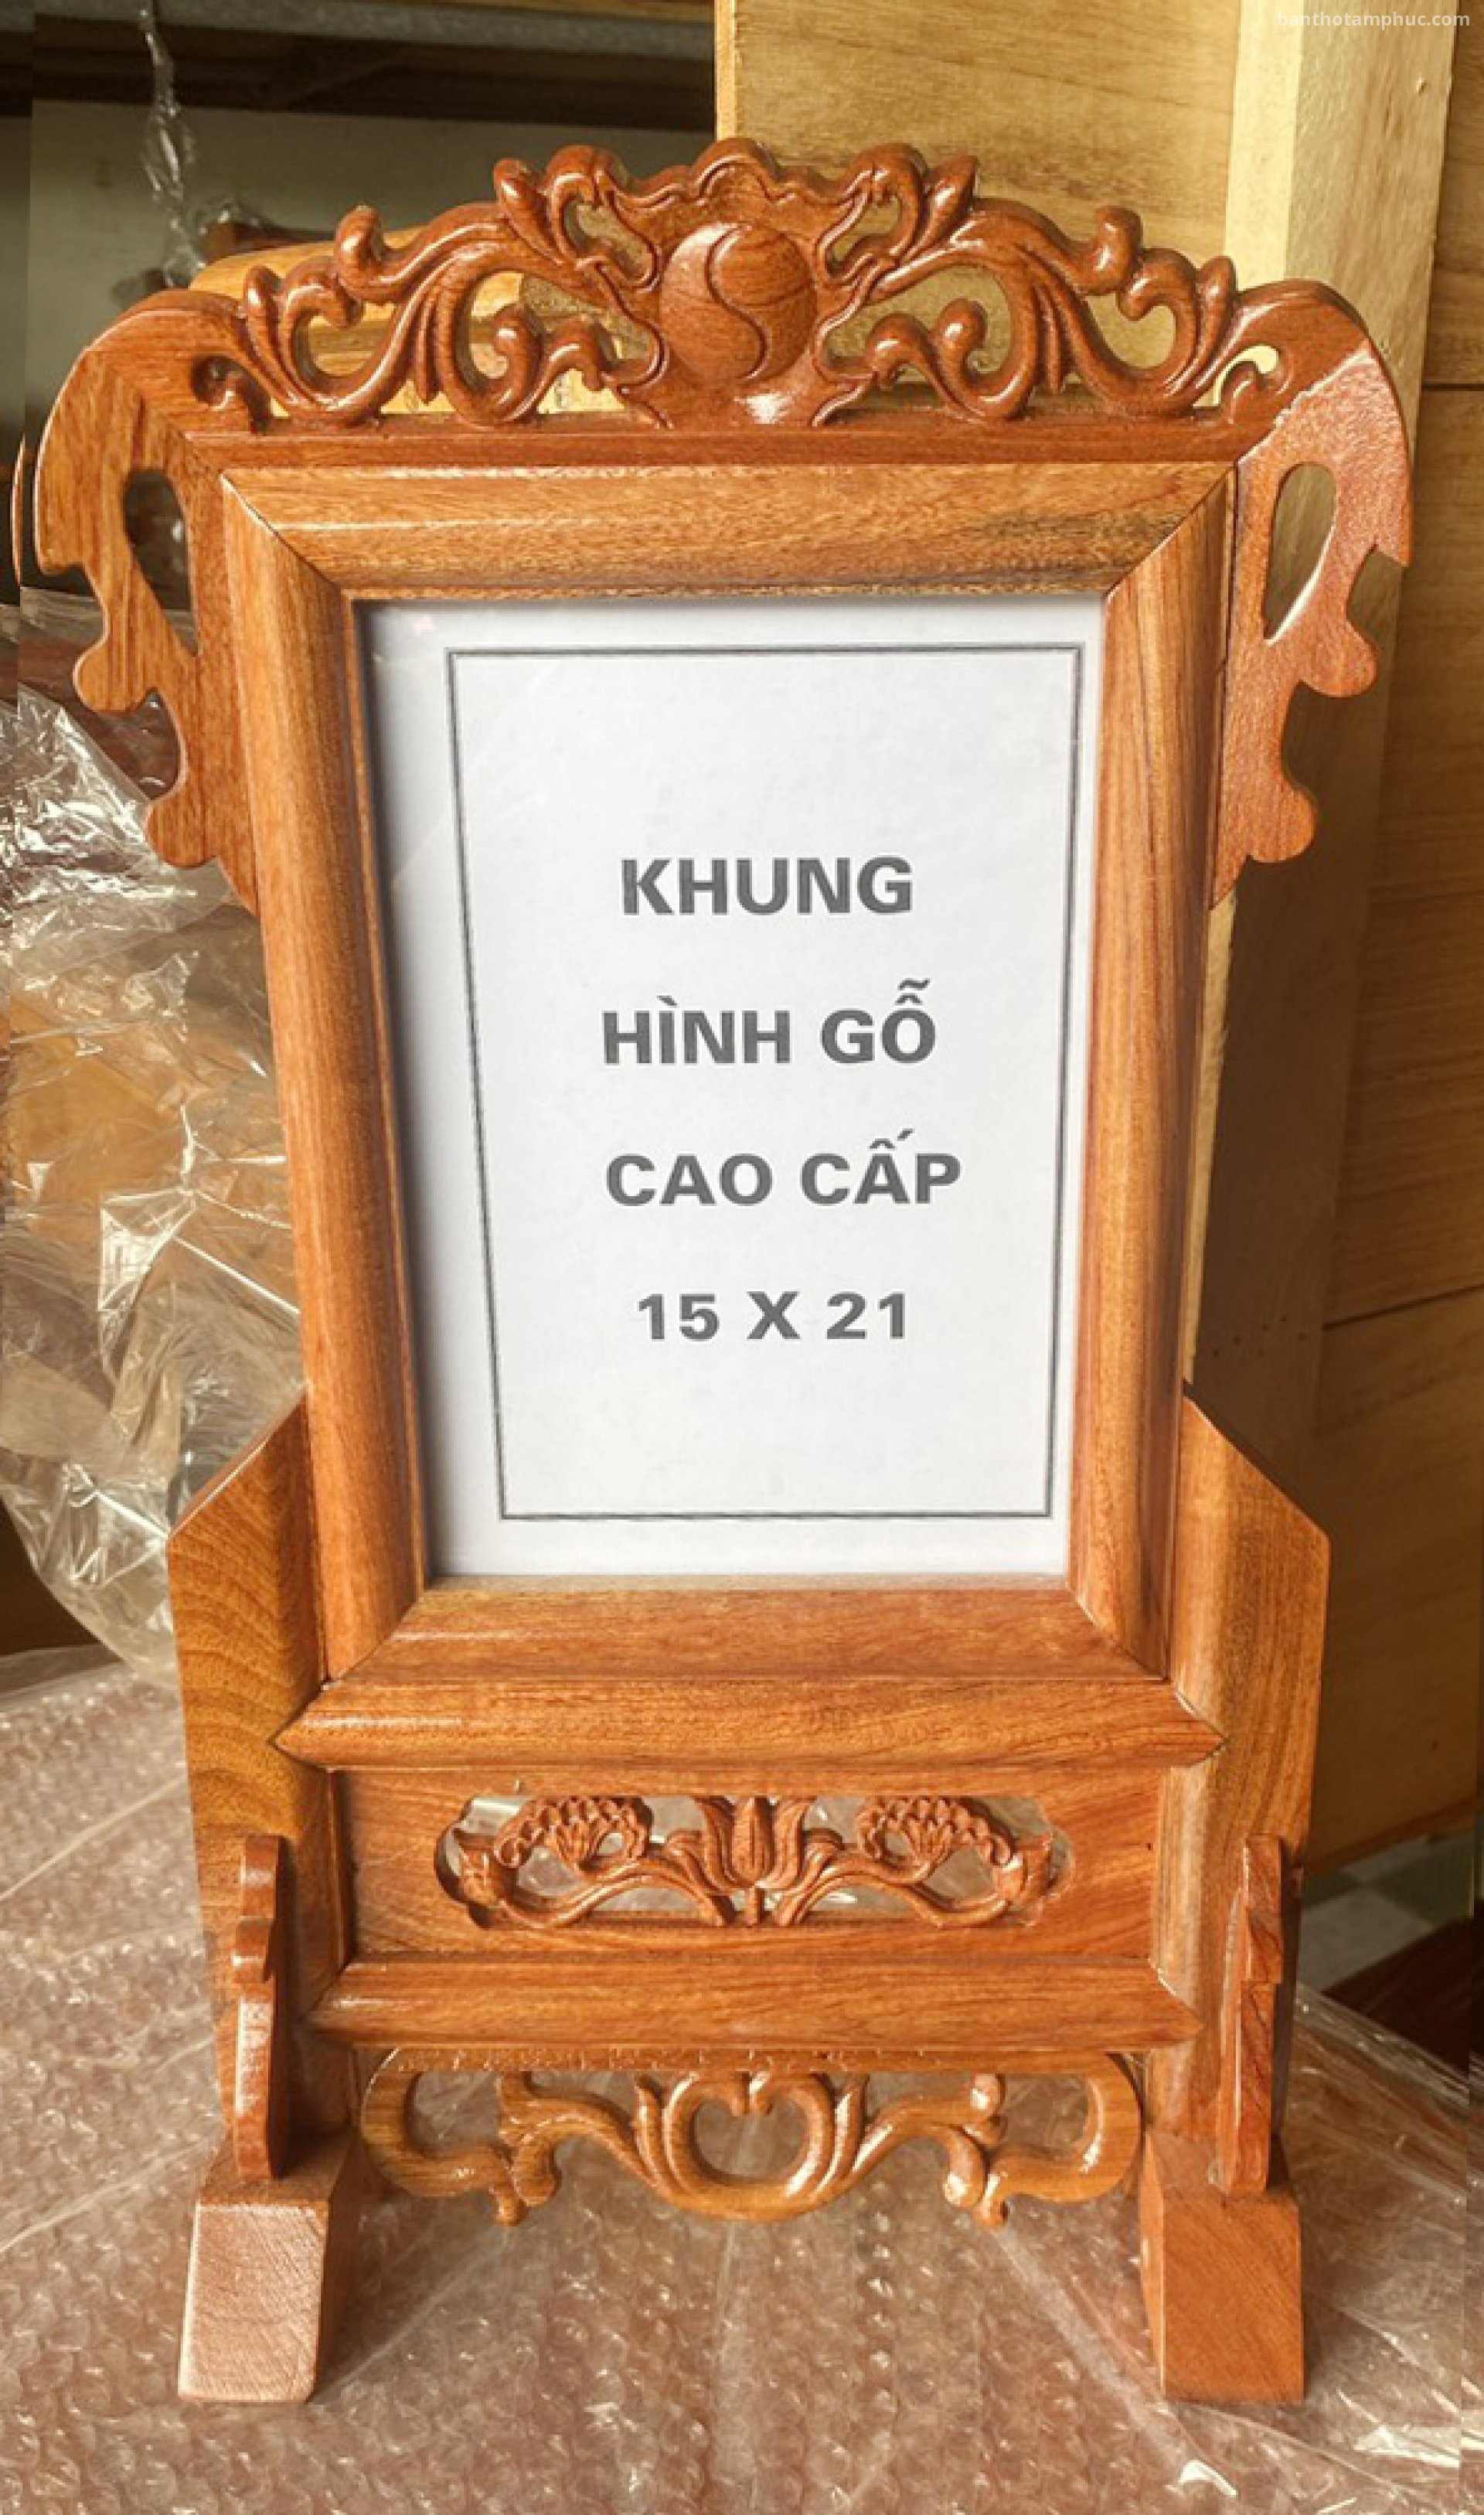 banthotamphuc.com
KHUNG
HÌNH GỖ
CAO CẤP
15 X 21